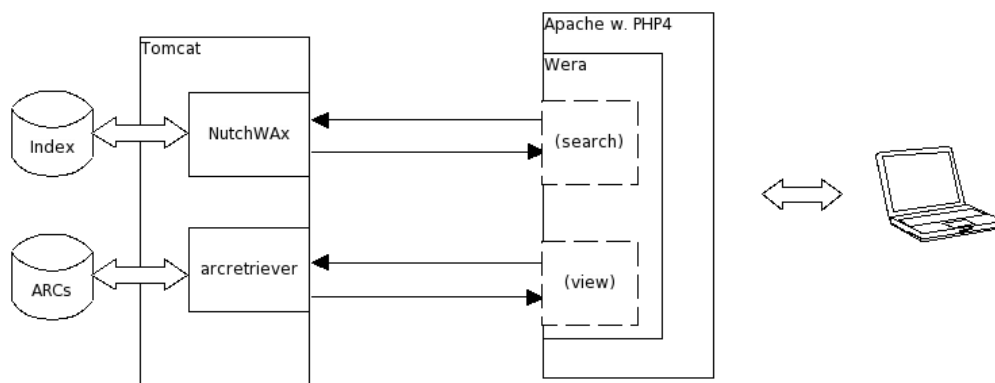 Apache w. PHP4
Tomcat
Wera
Index
NutchWAx
(search)
ARCs
arcretriever
(view)